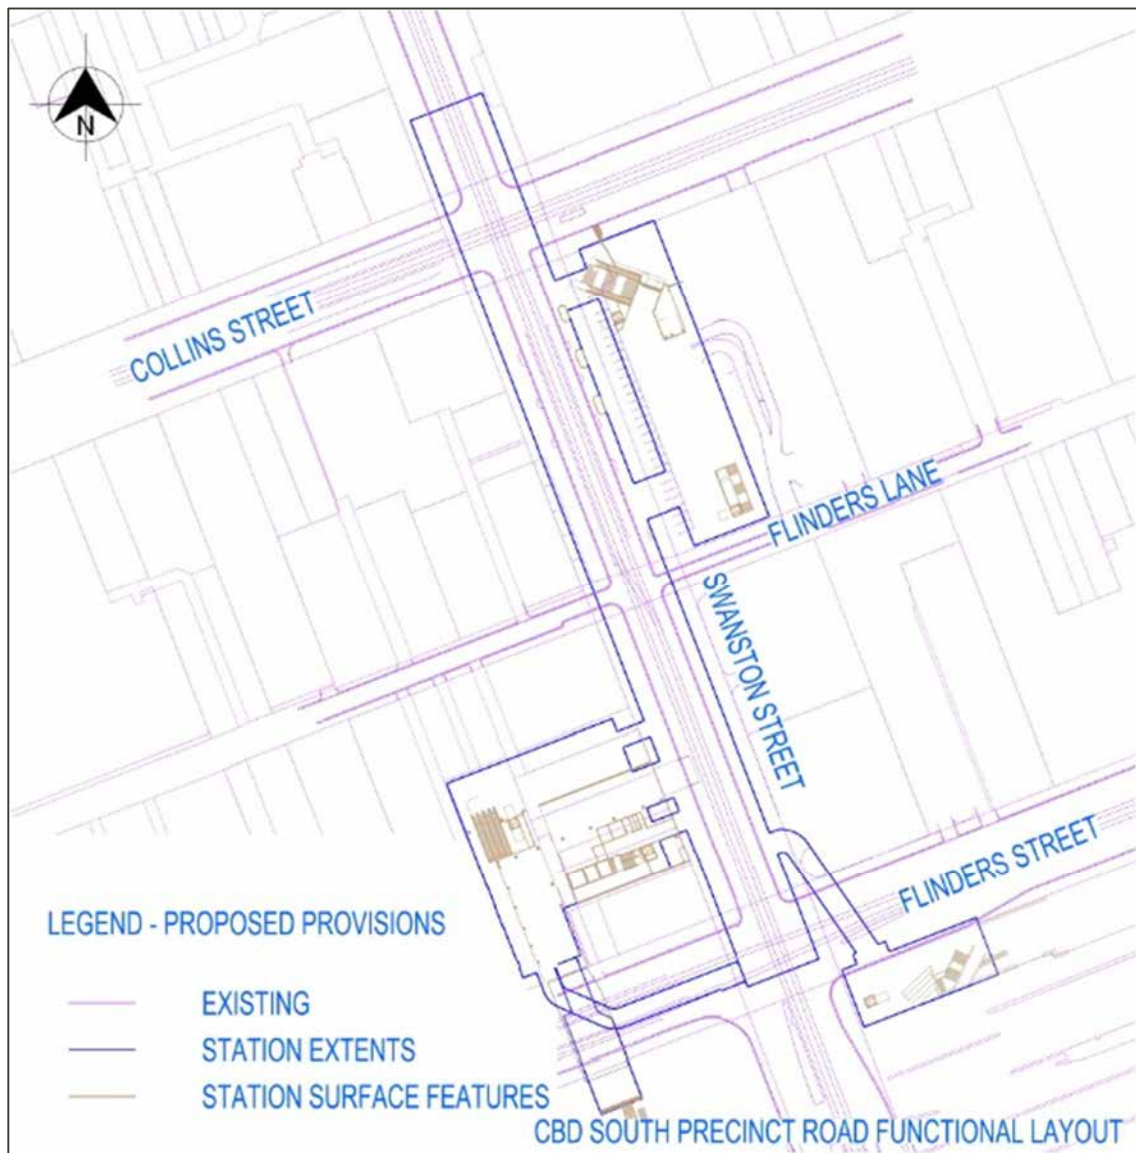 N
COLLINS STREET
FLINDERS LANE
SWANSTON STREET
FLINDERS STREET
LEGEND - PROPOSED PROVISIONS
EXISTING
STATION EXTENTS
STATION SURFACE FEATURES
CBD SOUTH PRECINCT ROAD FUNCTIONAL LAYOUT